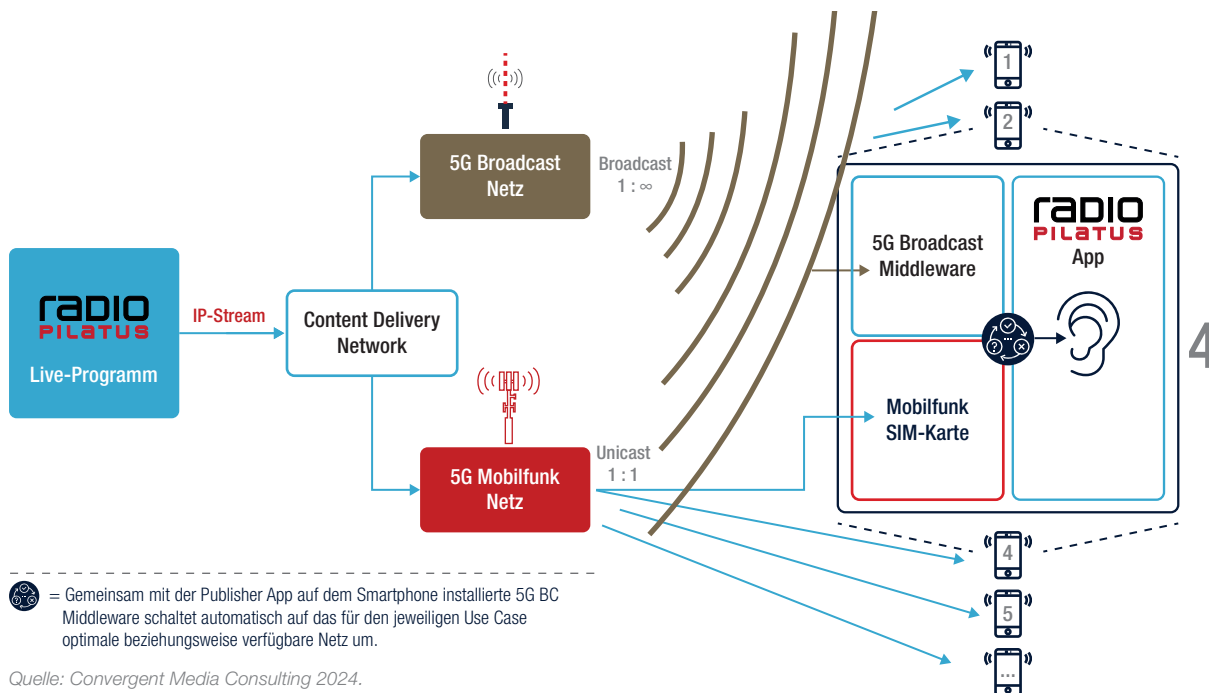 1
2
5G Broadcast
Netz
Broadcast
1 : ∞
RADIO
PILATUS
Live-Programm
IP-Stream
Content Delivery
Network
5G Broadcast
Middleware
RADIO
PILATUS
App
Mobilfunk
SIM-Karte
5G Mobilfunk
Netz
Unicast
1 : 1
4
4
5
...
= Gemeinsam mit der Publisher App auf dem Smartphone installierte 5G BC
Middleware schaltet automatisch auf das für den jeweiligen Use Case
optimale beziehungsweise verfügbare Netz um.
Quelle: Convergent Media Consulting 2024.